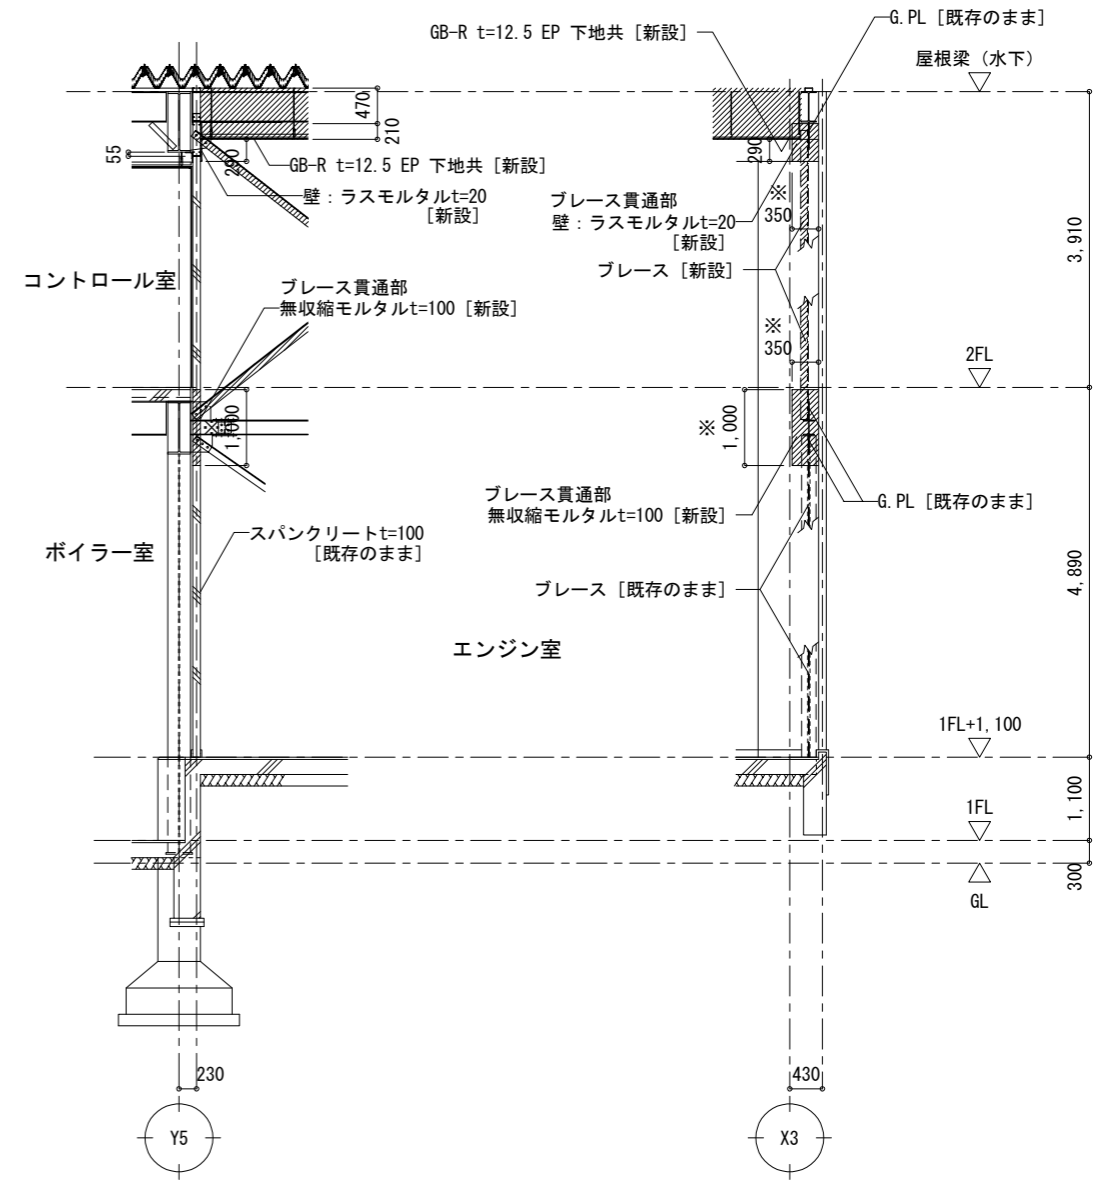 G.PL [既存のまま]
GB-R t=12.5 EP 下地共 [新設]
屋根梁（水下）
470
210
290
290
55
GB-R t=12.5 EP 下地共 [新設]
壁：ラスモルタルt=20
[新設]
※
350
ブレース貫通部
壁：ラスモルタルt=20
[新設]
3,910
ブレース [新設]
コントロール室
ブレース貫通部
無収縮モルタルt=100 [新設]
※
350
2FL
※
1,000
※
1,000
ブレース貫通部
無収縮モルタルt=100 [新設]
G.PL [既存のまま]
スパンクリートt=100
[既存のまま]
ボイラー室
ブレース [既存のまま]
4,890
エンジン室
1FL+1,100
1,100
1FL
300
GL
230
430
Y5
X3